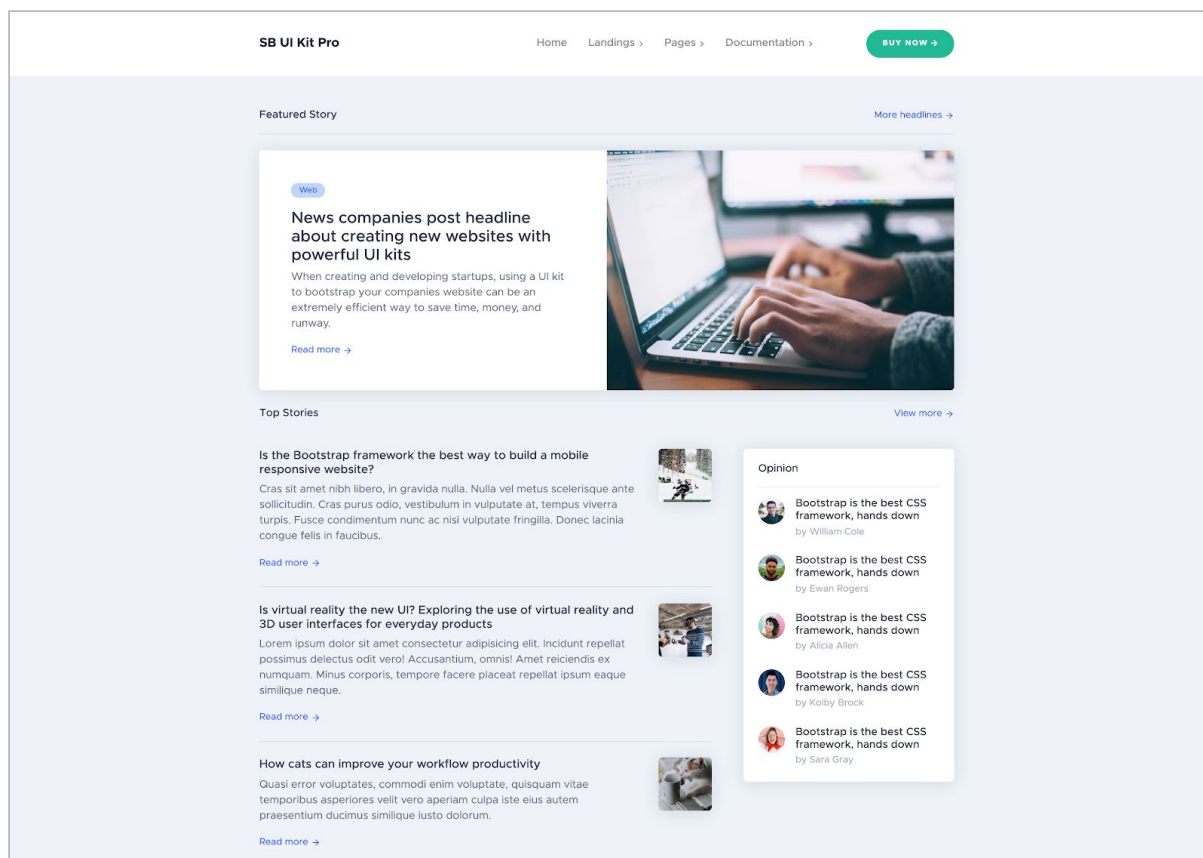 SB UI Kit Pro
Home
Landings
Pages
Documentation
BUY NOW →
Featured Story
More headlines →
Web
News companies post headline
about creating new websites with
powerful UI kits
When creating and developing startups, using a UI kit
to bootstrap your companies website can be an
extremely efficient way to save time, money, and
runway.
Read more →
Top Stories
View more →
Is the Bootstrap framework the best way to build a mobile
responsive website?
Cras sit amet nibh libero, in gravida nulla. Nulla vel metus scelerisque ante
sollicitudin. Cras purus odio, vestibulum in vulputate at, tempus viverra
turpis. Fusce condimentum nunc ac nisi vulputate fringilla. Donec lacinia
congue felis in faucibus.
Read more →
Is virtual reality the new UI? Exploring the use of virtual reality and
3D user interfaces for everyday products
Lorem ipsum dolor sit amet consectetur adipisicing elit. Incidunt repellat
possimus delectus odit vero! Accusantium, omnis! Amet reiciendis ex
numquam. Minus corporis, tempore facere placeat repellat ipsum eaque
similique neque.
Read more →
How cats can improve your workflow productivity
Quasi error voluptates, commodi enim voluptate, quisquam vitae
temporibus asperiores velit vero aperiam culpa iste eius autem
praesentium ducimus similique iusto dolorum.
Read more →
Opinion
Bootstrap is the best CSS
framework, hands down
by William Cole
Bootstrap is the best CSS
framework, hands down
by Ewan Rogers
Bootstrap is the best CSS
framework, hands down
by Alicia Allen
Bootstrap is the best CSS
framework, hands down
by Kolby Brock
Bootstrap is the best CSS
framework, hands down
by Sara Gray